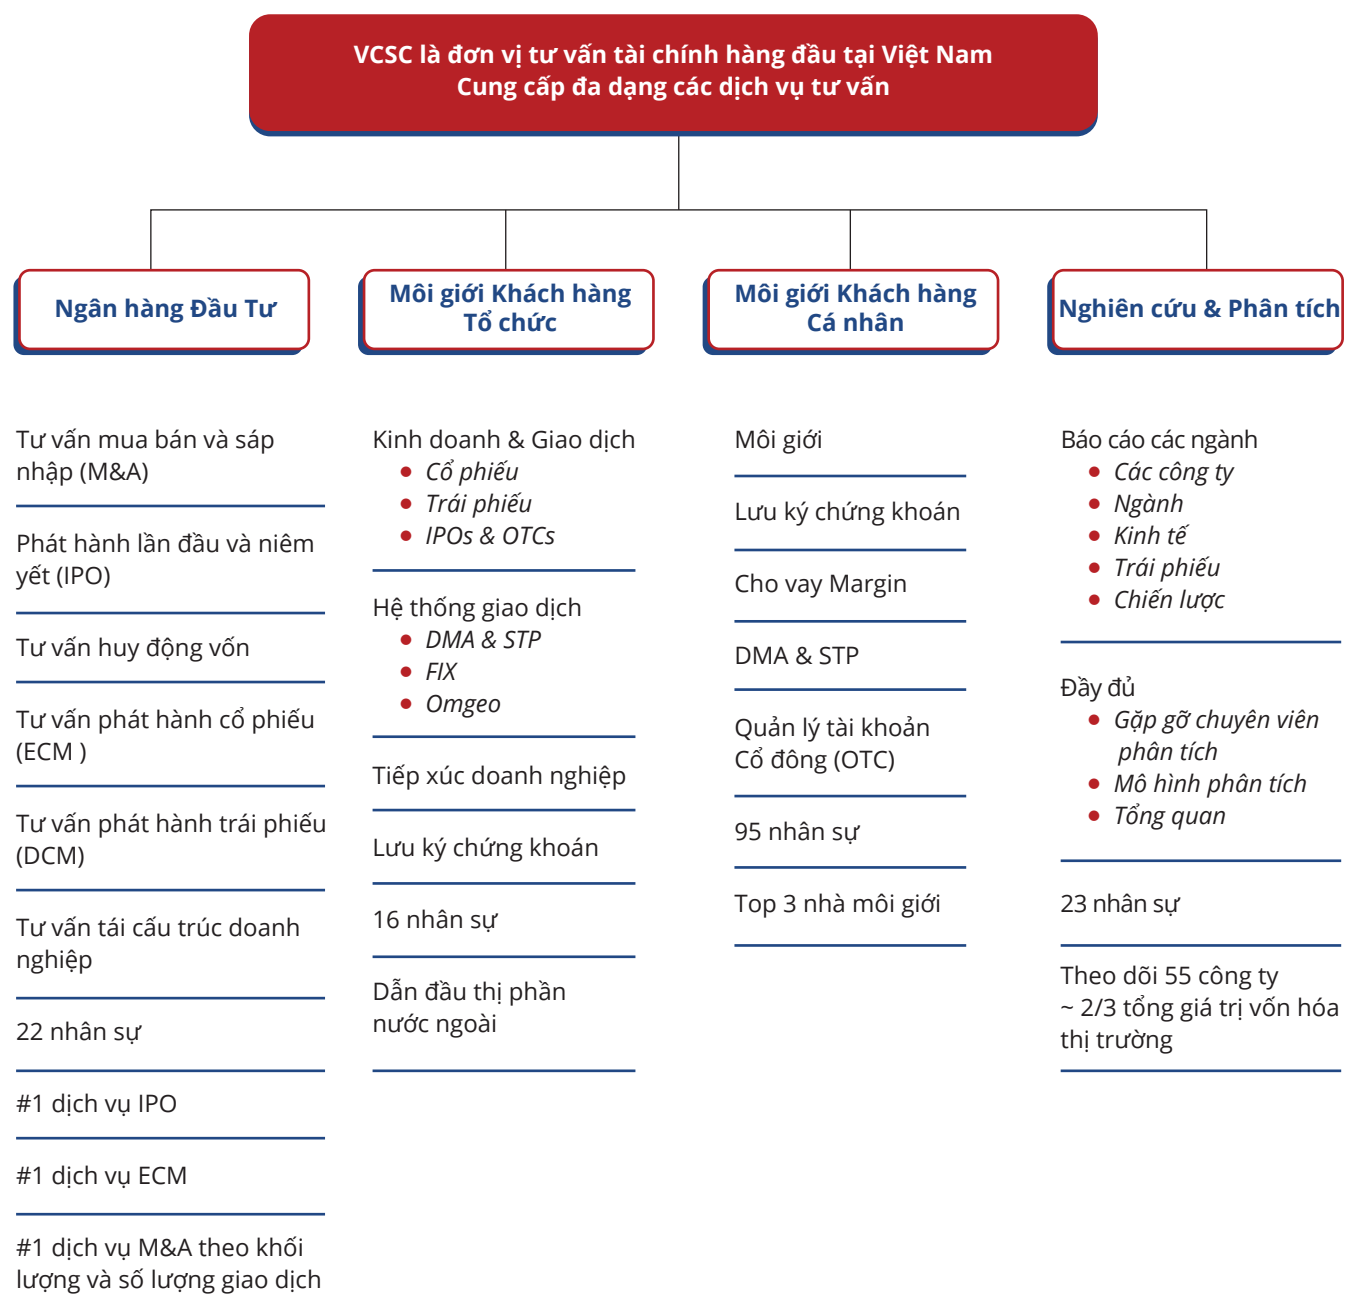 VCSC là đơn vị tư vấn tài chính hàng đầu tại Việt Nam
Cung cấp đa dạng các dịch vụ tư vấn
Ngân hàng Đầu Tư
Tư vấn mua bán và sáp
nhập (M&A)
Phát hành lần đầu và niêm
yết (IPO)
Tư vấn huy động vốn
Tư vấn phát hành cổ phiếu
(ECM )
Tư vấn phát hành trái phiếu
(DCM)
Tư vấn tái cấu trúc doanh
nghiệp
22 nhân sự
#1 dịch vụ IPO
#1 dịch vụ ECM
#1 dịch vụ M&A theo khối
lượng và số lượng giao dịch
Môi giới Khách hàng
Tổ chức
Kinh doanh & Giao dịch
• Cổ phiếu
• Trái phiếu
• IPOs & OTCs
Hệ thống giao dịch
• DMA & STP
• FIX
• Omgeo
Tiếp xúc doanh nghiệp
Lưu ký chứng khoán
16 nhân sự
Dẫn đầu thị phần
nước ngoài
Môi giới Khách hàng
Cá nhân
Môi giới
Lưu ký chứng khoán
Cho vay Margin
DMA & STP
Quản lý tài khoản
Cổ đông (OTC)
95 nhân sự
Top 3 nhà môi giới
Nghiên cứu & Phân tích
Báo cáo các ngành
• Các công ty
• Ngành
• Kinh tế
• Trái phiếu
• Chiến lược
Đầy đủ
• Gặp gỡ chuyên viên
phân tích
• Mô hình phân tích
• Tổng quan
23 nhân sự
Theo dõi 55 công ty
~ 2/3 tổng giá trị vốn hóa
thị trường